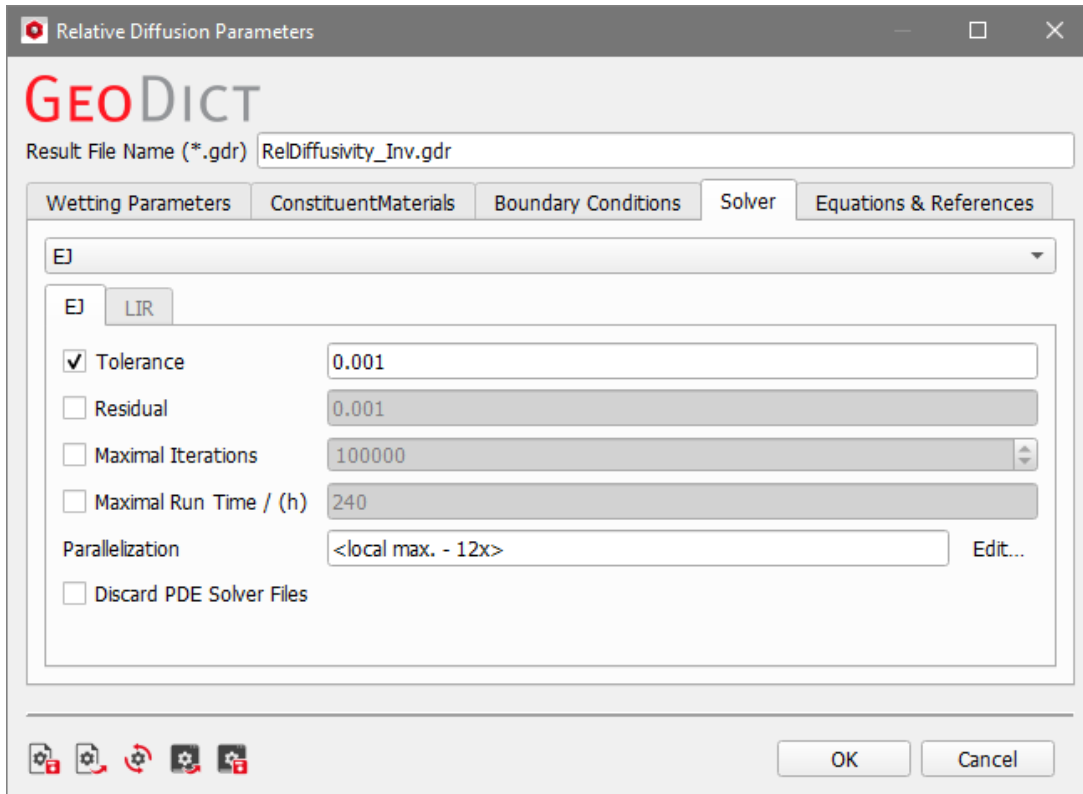 Relative Diffusion Parameters
GEODICT
Result File Name (*.gdr) RelDiffusivity_Inv.gdr
Wetting Parameters ConstituentMaterials Boundary Conditions Solver Equations & References
EJ
EJ LIR
Tolerance 0.001
Residual 0.001
Maximal Iterations 100000
Maximal Run Time / (h) 240
Parallelization <local max. - 12x> Edit...
Discard PDE Solver Files
OK Cancel